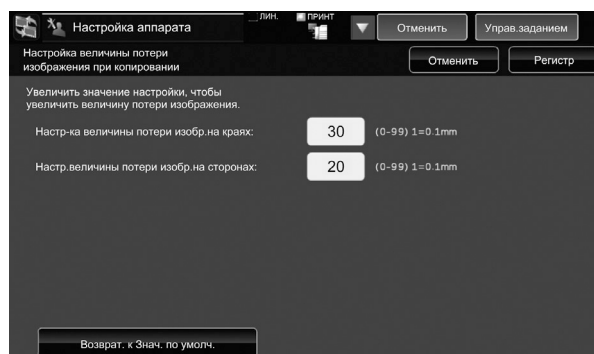 Настройка аппарата
ЛИН.
ПРИНТ
Отменить
Управ.заданием
Настройка величины потери
изображения при копировании
Отменить
Регистр
Увеличить значение настройки, чтобы
увеличить величину потери изображения.
Настр-ка величины потери изобр.на краях:
30
(0-99) 1=0.1mm
Настр.величины потери изобр.на сторонах:
20
(0-99) 1=0.1mm
Возврат. к Знач. по умолч.